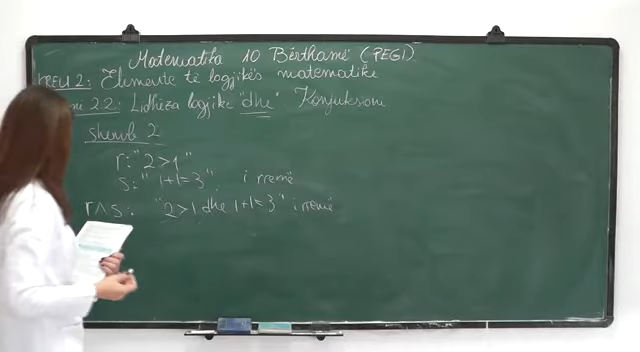 Matematika 10 Bërthamë (PEGI)
KREU 2: Elemente të logjikës matematike
2.2: Lidhëza logjike "dhe" Konjuksioni
shemb 2
r: "2>1"
s: "1+1=3" i rremë
r∧s: "2>1 dhe 1+1=3" i rremë